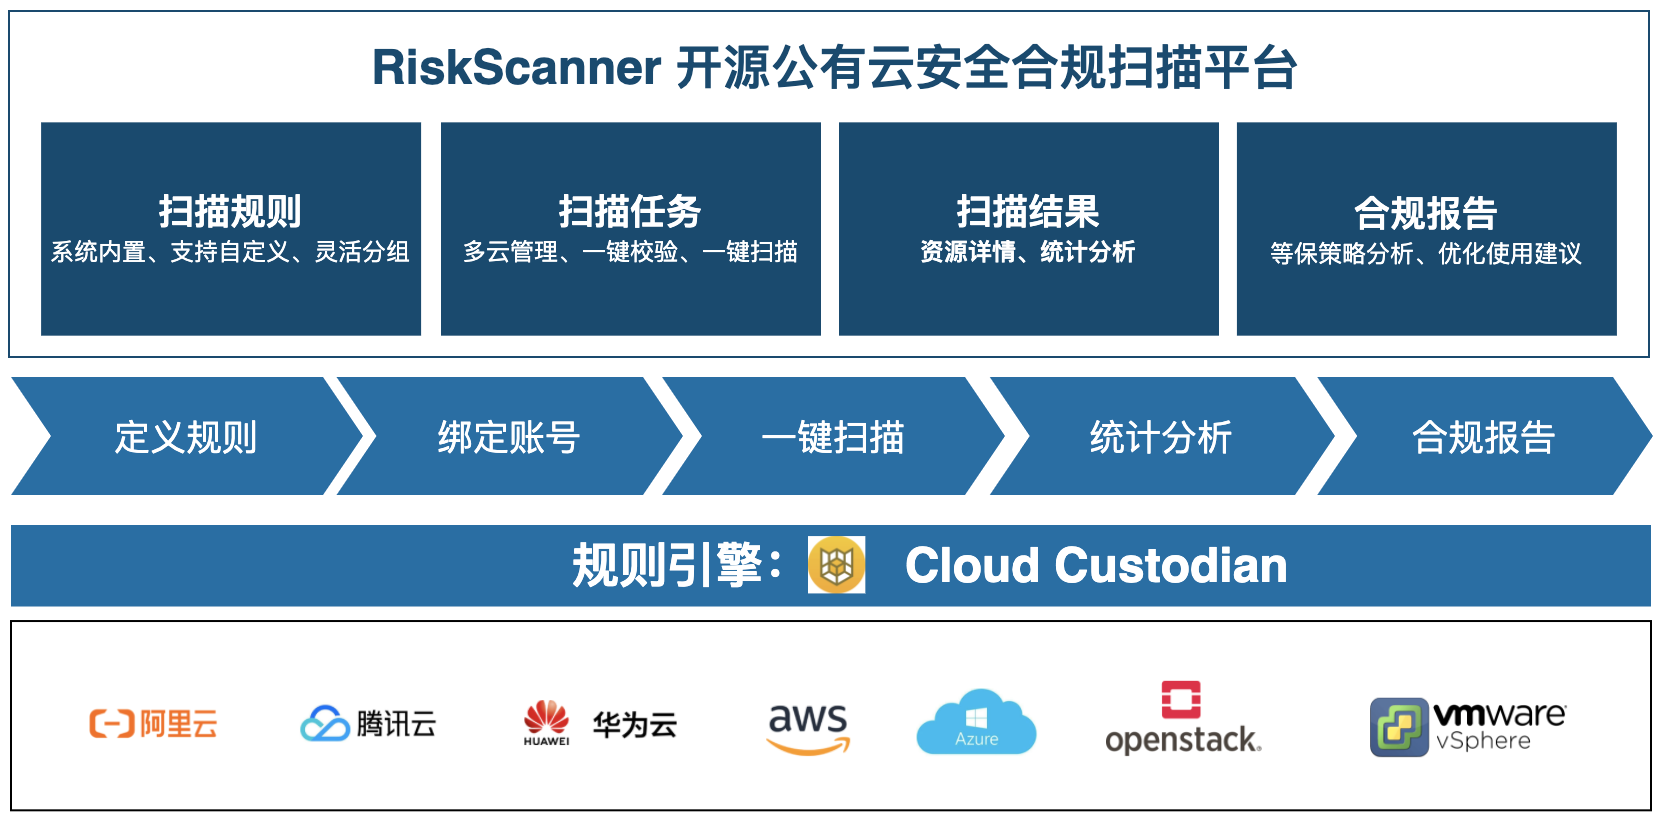 RiskScanner 开源公有云安全合规扫描平台
扫描规则
系统内置、支持自定义、灵活分组
扫描任务
多云管理、一键校验、一键扫描
扫描结果
资源详情、统计分析
合规报告
等保策略分析、优化使用建议
定义规则
绑定账号
一键扫描
统计分析
合规报告
规则引擎： Cloud Custodian
阿里云
腾讯云
HUAWEI
华为云
aws
Azure
openstack.
vmware
vSphere